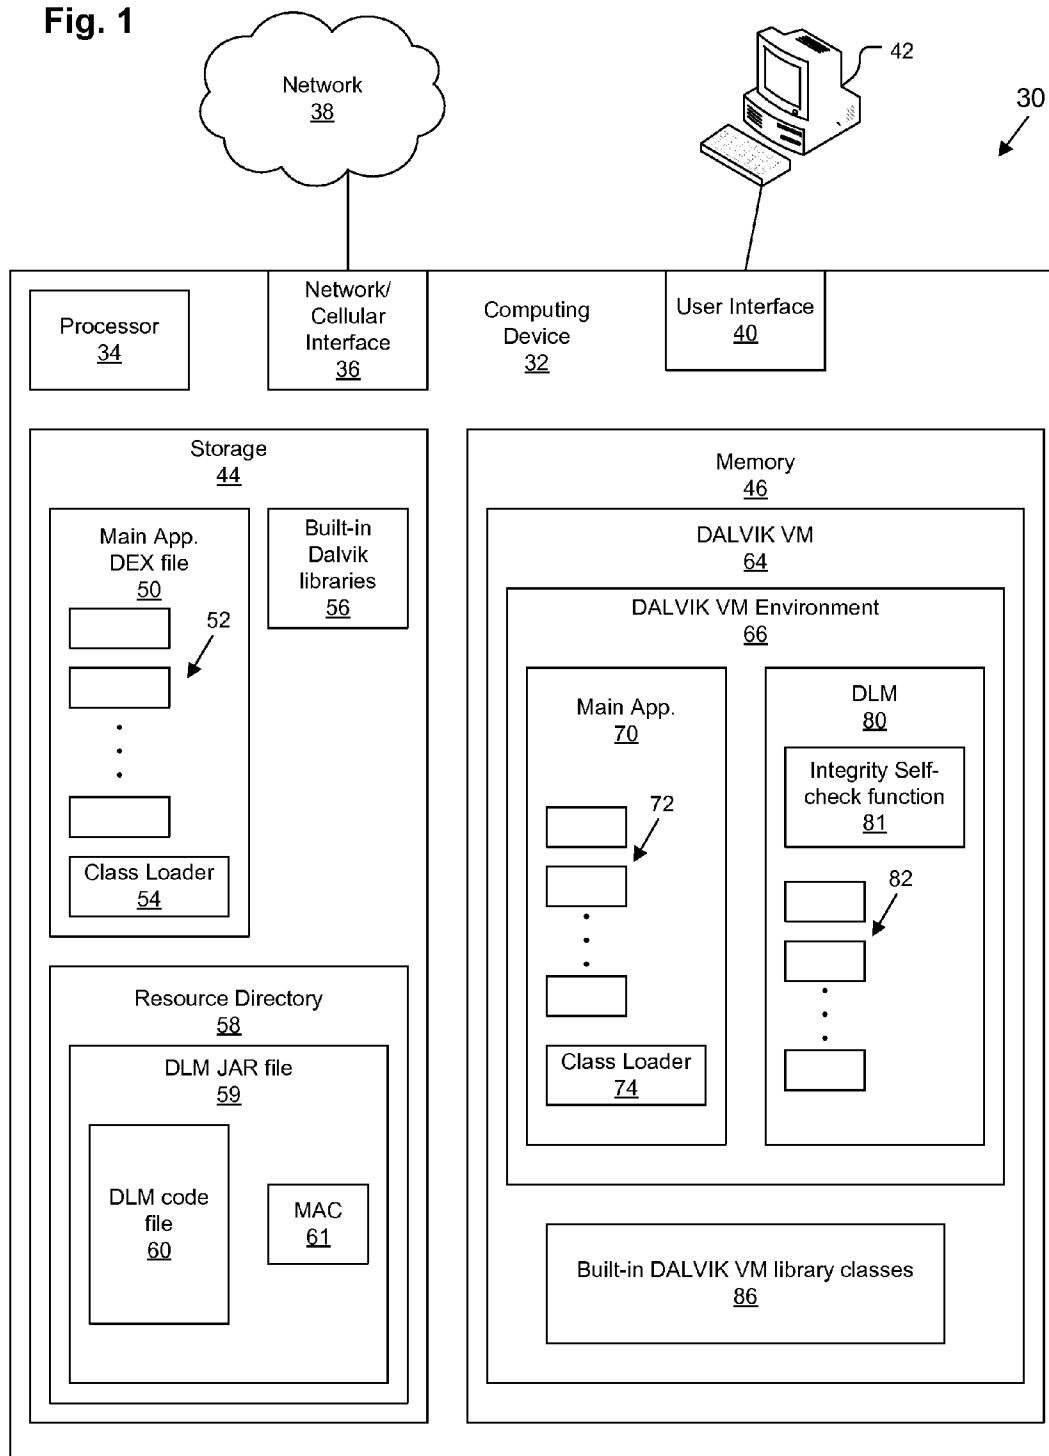 Fig. 1
Network
38
42
30
Processor
34
Network/
Cellular
Interface
36
Computing
Device
32
User Interface
40
Storage
44
Main App.
DEX file
50
52
Class Loader
54
Built-in
Dalvik
libraries
56
Resource Directory
58
DLM JAR file
59
DLM code
file
60
MAC
61
Memory
46
DALVIK VM
64
DALVIK VM Environment
66
Main App.
70
72
Class Loader
74
DLM
80
Integrity Self-
check function
81
82
Built-in DALVIK VM library classes
86